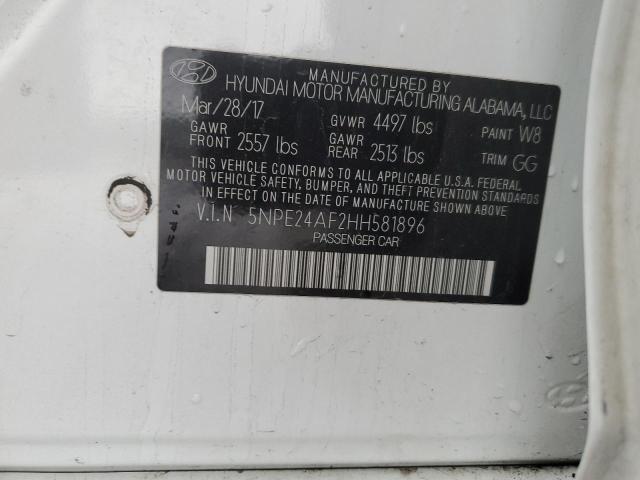 MANUFACTURED BY
HYUNDAI MOTOR MANUFACTURING ALABAMA, LLC
Mar/28/17 GVWR 4497 lbs PAINT W8
GAWR FRONT 2557 lbs GAWR REAR 2513 lbs TRIM GG
THIS VEHICLE CONFORMS TO ALL APPLICABLE U.S.A. FEDERAL
MOTOR VEHICLE SAFETY, BUMPER, AND THEFT PREVENTION STANDARDS
IN EFFECT ON THE DATE OF MANUFACTURE SHOWN ABOVE
V.I.N 5NPE24AF2HH581896
PASSENGER CAR